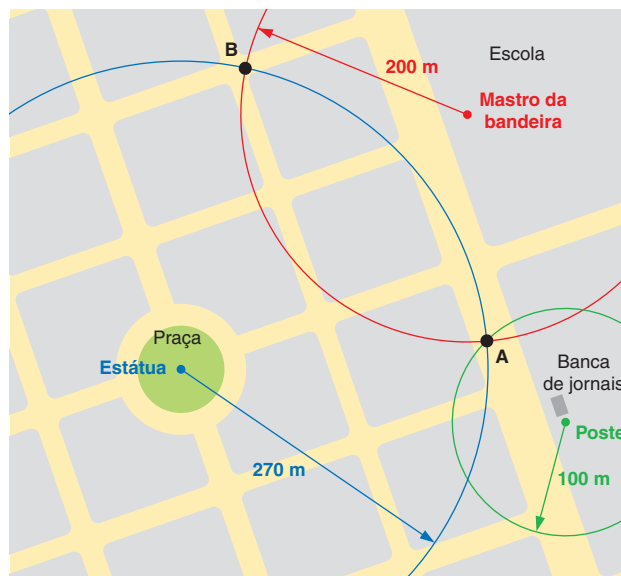 B
Escola
200 m
Mastro da
bandeira
Praça
Estátua
A
Banca
de jornais
Poste
270 m
100 m